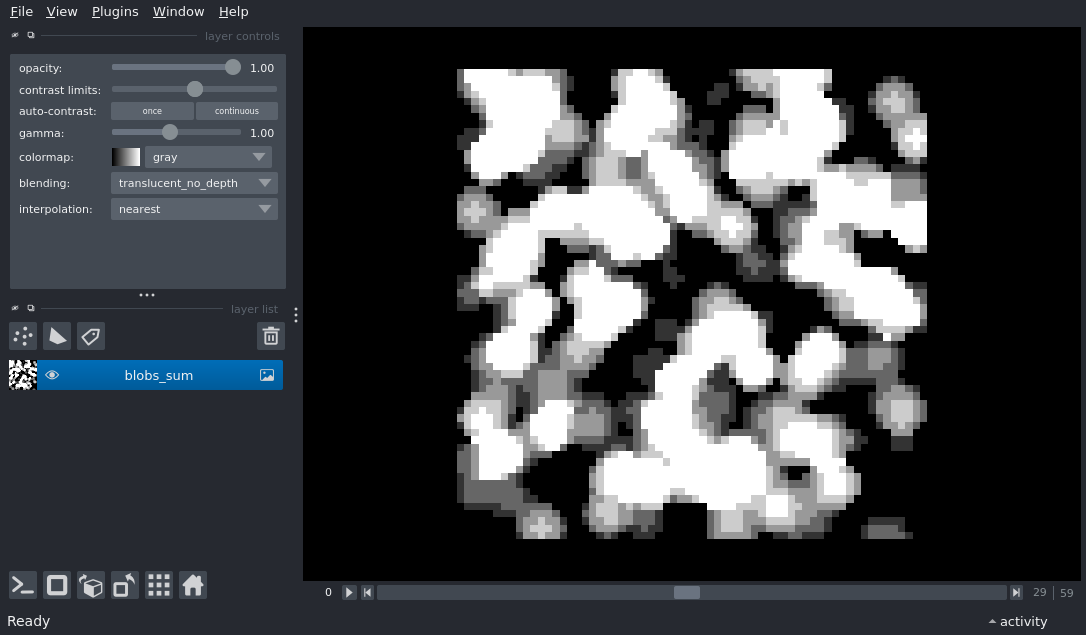 File View Plugins Window Help
layer controls
opacity: 1.00
contrast limits:
auto-contrast: once continuous
gamma: 1.00
colormap: gray
blending: translucent_no_depth
interpolation: nearest
layer list
blobs_sum
0 29 59
Ready activity